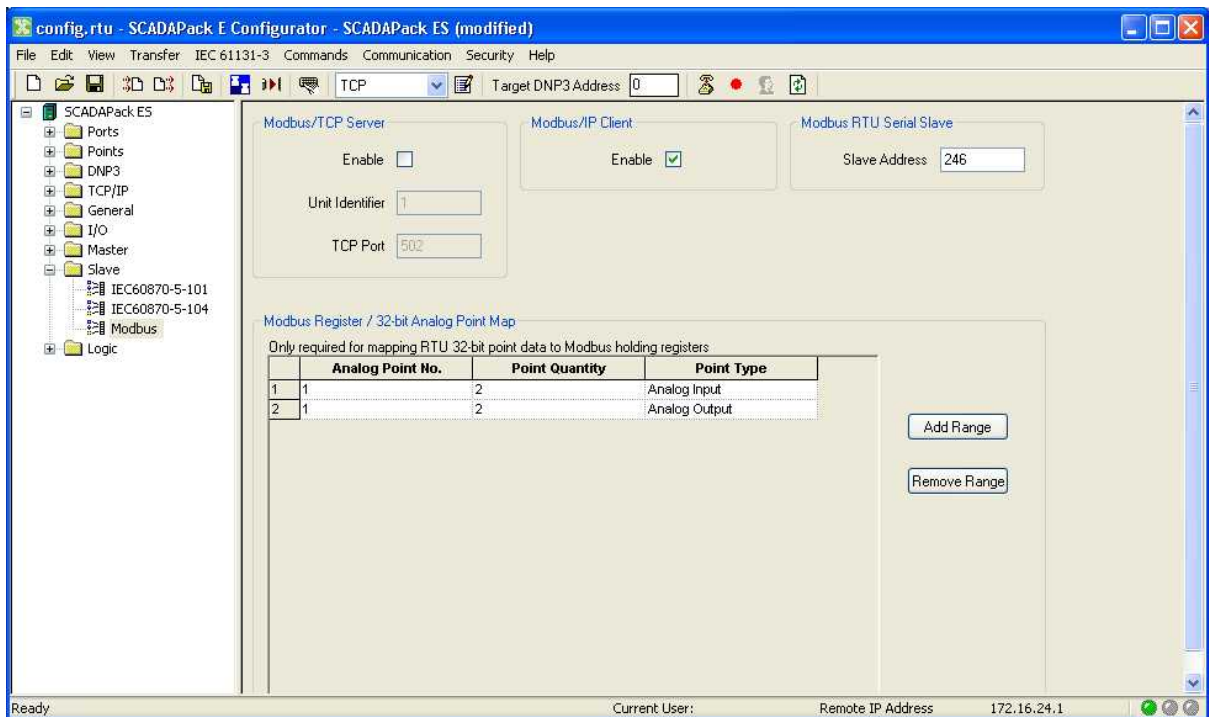 config.rtu - SCADAPack E Configurator - SCADAPack ES (modified)
File Edit View Transfer IEC 61131-3 Commands Communication Security Help
TCP Target DNP3 Address 0
SCADAPack ES
Ports
Points
DNP3
TCP/IP
General
I/O
Master
Slave
IEC60870-5-101
IEC60870-5-104
Modbus
Logic
Modbus/TCP Server
Enable
Unit Identifier 1
TCP Port 502
Modbus/IP Client
Enable
Modbus RTU Serial Slave
Slave Address 246
Modbus Register / 32-bit Analog Point Map
Only required for mapping RTU 32-bit point data to Modbus holding registers
Analog Point No. Point Quantity Point Type
1 1 2 Analog Input
2 1 2 Analog Output
Add Range
Remove Range
Ready Current User: Remote IP Address 172.16.24.1